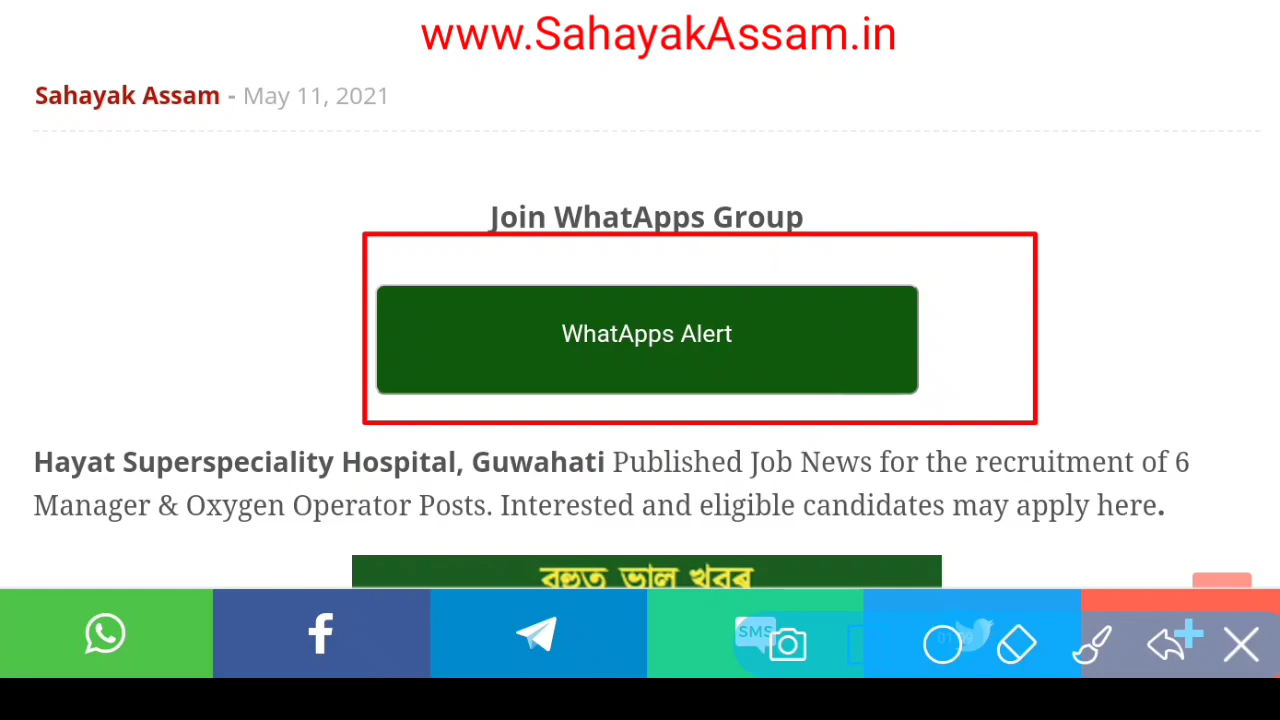 www.SahayakAssam.in
Sahayak Assam - May 11, 2021
Join WhatApps Group
WhatApps Alert
Hayat Superspeciality Hospital, Guwahati Published Job News for the recruitment of 6
Manager & Oxygen Operator Posts. Interested and eligible candidates may apply here.
বহুত ভাল খবৰ
SMS